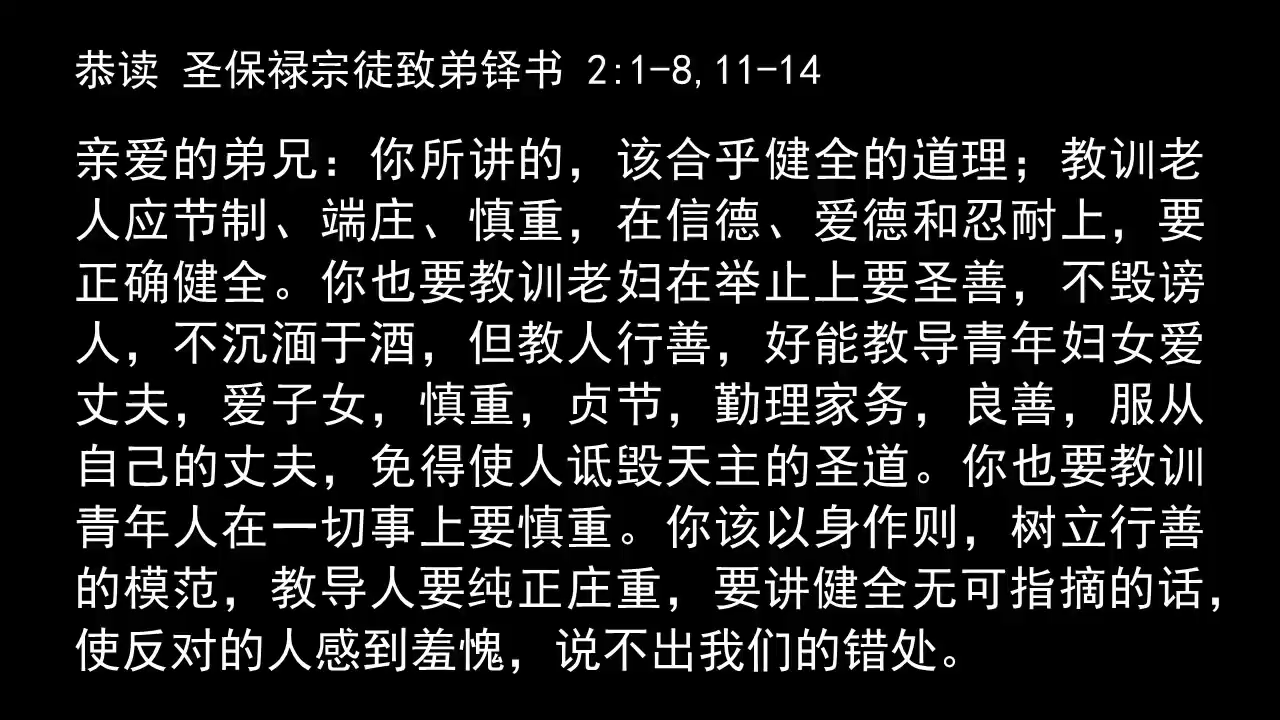 恭读 圣保禄宗徒致弟铎书 2:1-8,11-14
亲爱的弟兄：你所讲的，该合乎健全的道理；教训老
人应节制、端庄、慎重，在信德、爱德和忍耐上，要
正确健全。你也要教训老妇在举止上要圣善，不毁谤
人，不沉湎于酒，但教人行善，好能教导青年妇女爱
丈夫，爱子女，慎重，贞节，勤理家务，良善，服从
自己的丈夫，免得使人诋毁天主的圣道。你也要教训
青年人在一切事上要慎重。你该以身作则，树立行善
的模范，教导人要纯正庄重，要讲健全无可指摘的话，
使反对的人感到羞愧，说不出我们的错处。